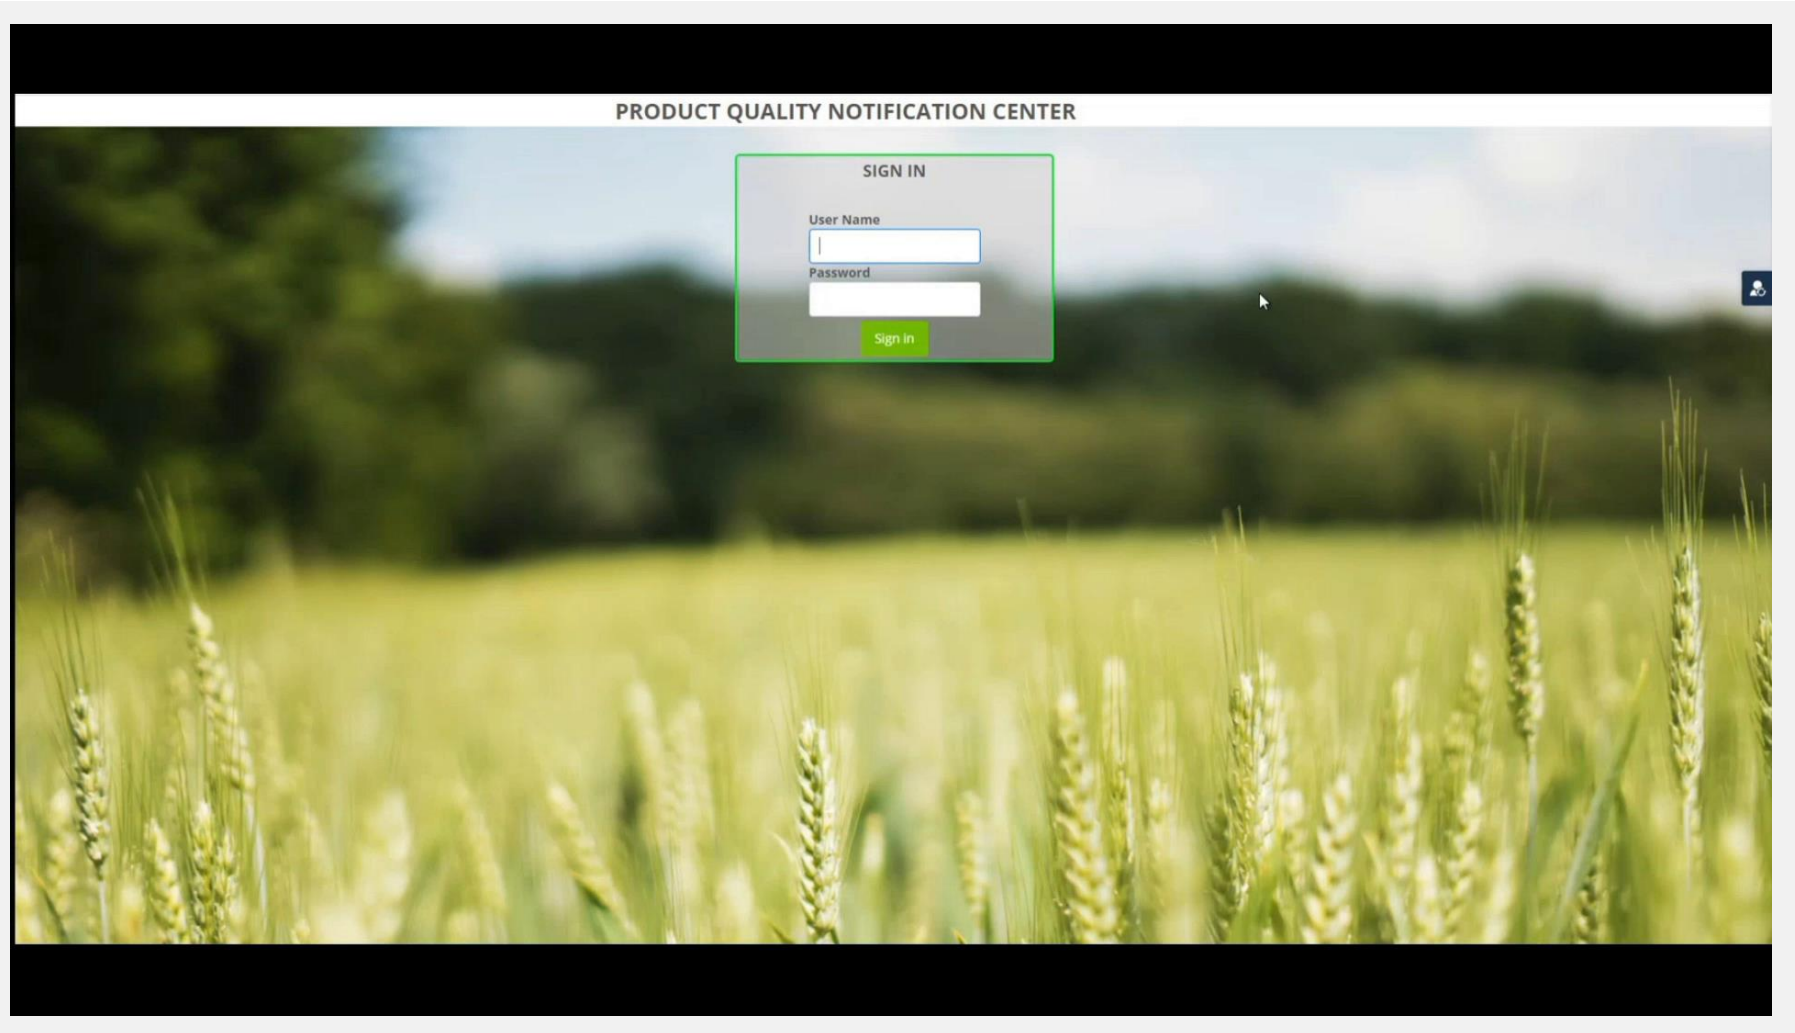 PRODUCT QUALITY NOTIFICATION CENTER
SIGN IN
User Name
Password
Sign in